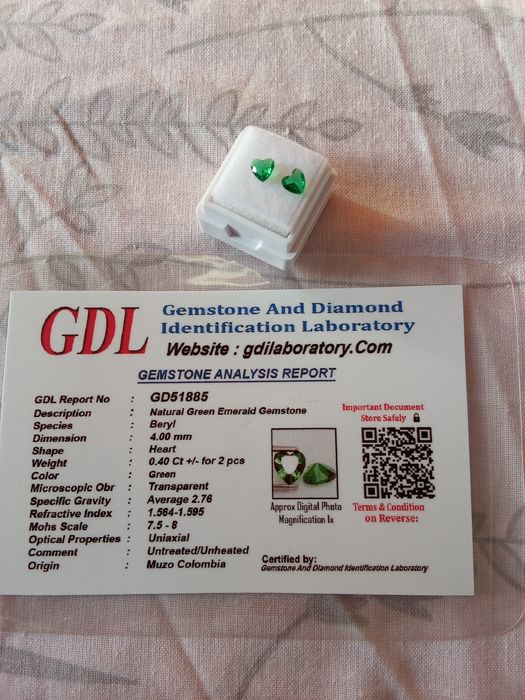 GDL
Gemstone And Diamond
Identification Laboratory
Website : gdilaboratory.Com
GEMSTONE ANALYSIS REPORT
GDL Report No : GD51885
Description : Natural Green Emerald Gemstone
Species : Beryl
Dimension : 4.00 mm
Shape : Heart
Weight : 0.40 Ct +/- for 2 pcs
Color : Green
Microscopic Obr : Transparent
Specific Gravity : Average 2.76
Refractive Index : 1.564-1.595
Mohs Scale : 7.5 - 8
Optical Properties : Uniaxial
Comment : Untreated/Unheated
Origin : Muzo Colombia
Important Document
Store Safely
Approx Digital Photo
Magnification 1x
Terms & Condition
on Reverse:
Certified by:
Gemstone And Diamond Identification Laboratory